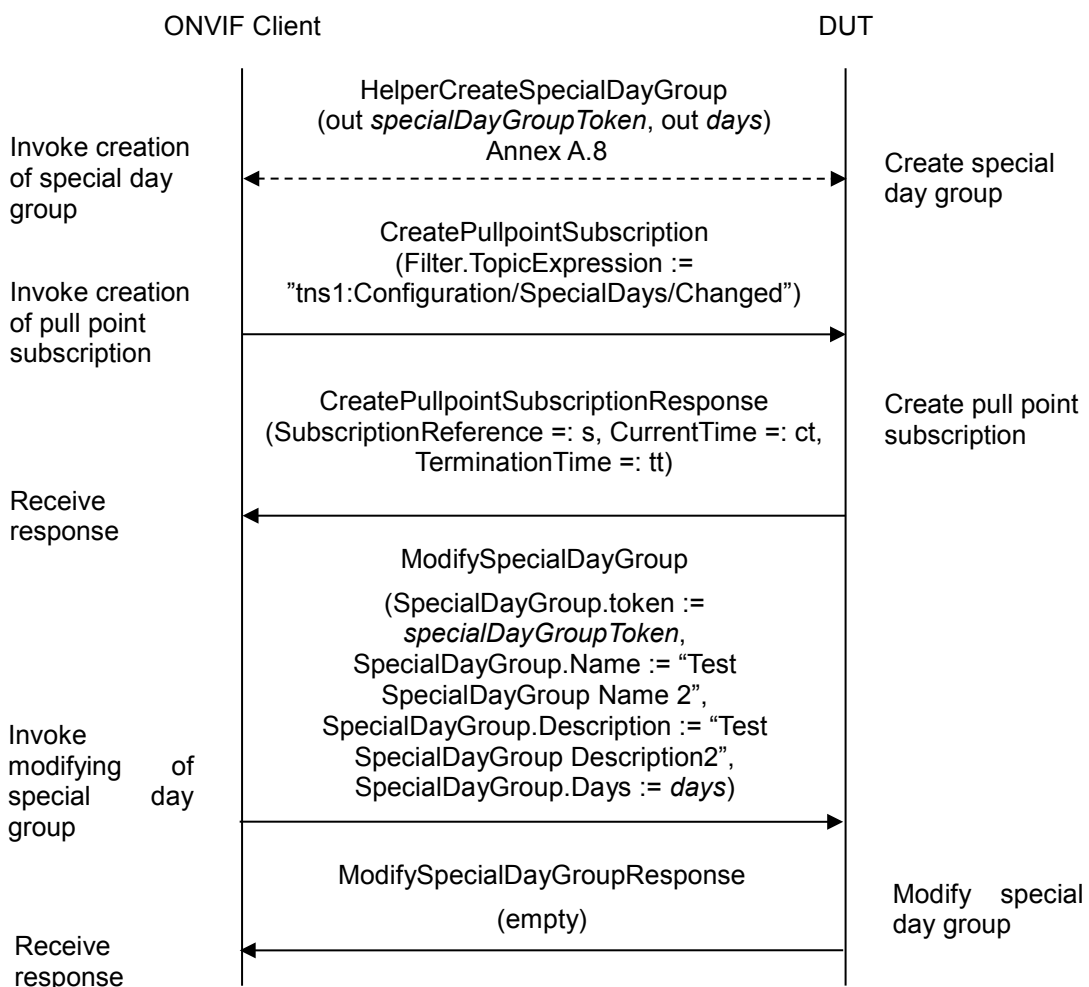 ONVIF Client
DUT
HelperCreateSpecialDayGroup
(out specialDayGroupToken, out days)
Annex A.8
Invoke creation
of special day
group
Create special
day group
CreatePullpointSubscription
(Filter.TopicExpression :=
”tns1:Configuration/SpecialDays/Changed”)
Invoke creation
of pull point
subscription
CreatePullpointSubscriptionResponse
(SubscriptionReference =: s, CurrentTime =: ct,
TerminationTime =: tt)
Create pull point
subscription
Receive
response
ModifySpecialDayGroup
(SpecialDayGroup.token :=
specialDayGroupToken,
SpecialDayGroup.Name := “Test
SpecialDayGroup Name 2”,
SpecialDayGroup.Description := “Test
SpecialDayGroup Description2”,
SpecialDayGroup.Days := days)
Invoke
modifying of
special day
group
ModifySpecialDayGroupResponse
(empty)
Modify special
day group
Receive
response